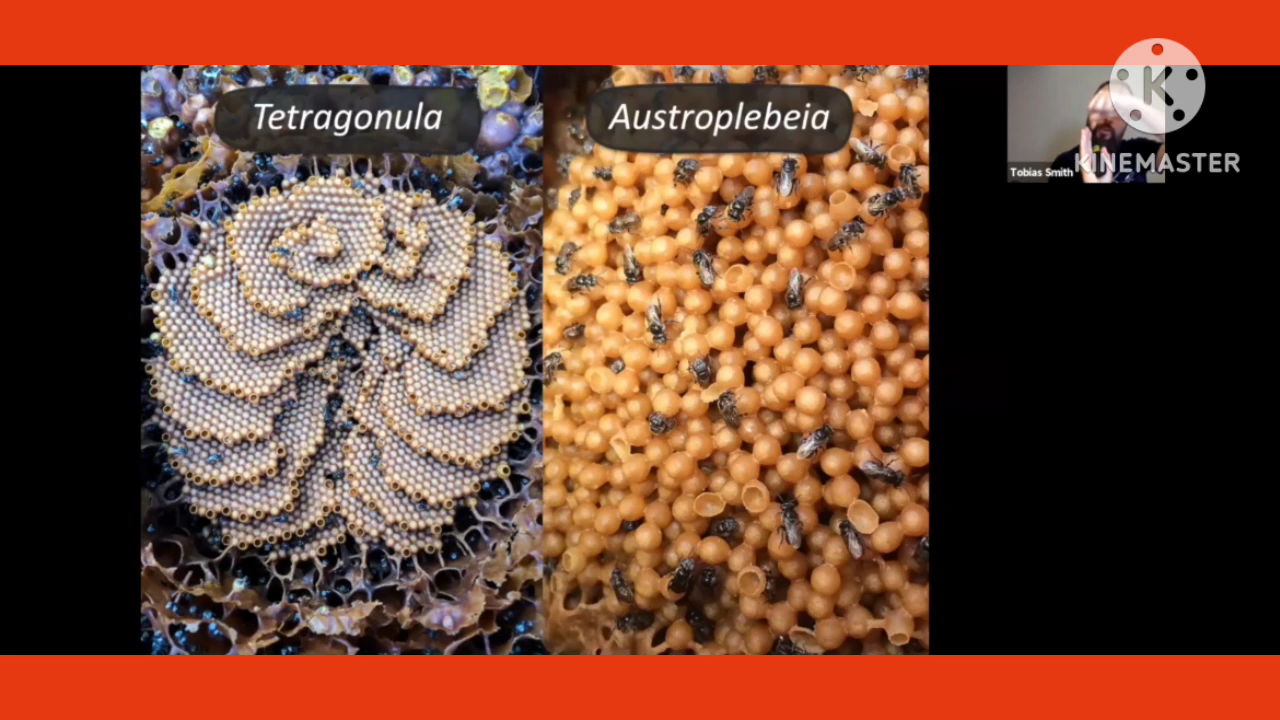 Tetragonula
Austroplebeia
K
Tobias Smith
KINEMASTER